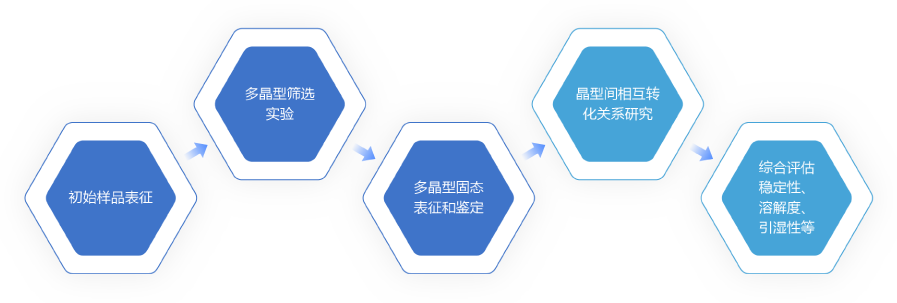 初始样品表征
多晶型筛选
实验
多晶型固态
表征和鉴定
晶型间相互转
化关系研究
综合评估
稳定性、
溶解度、
引湿性等